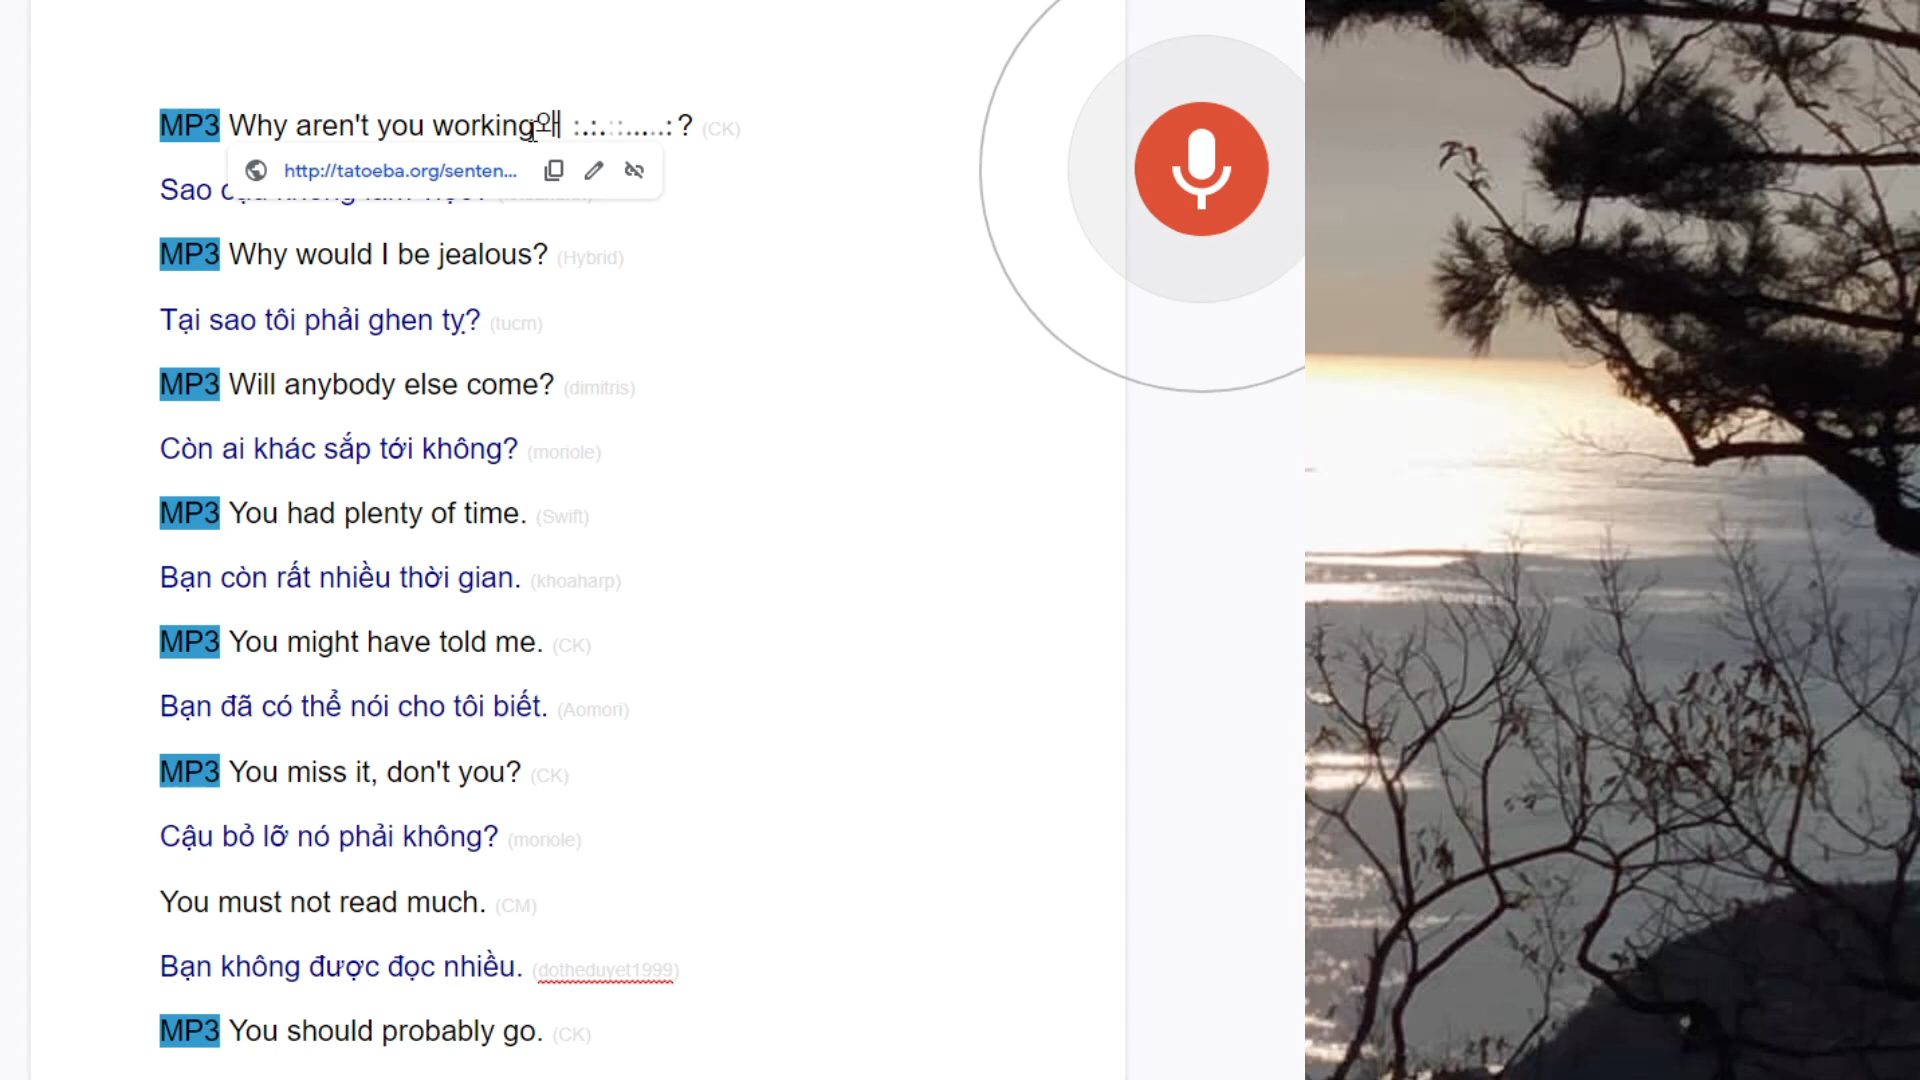 MP3 Why aren't you working왜 :.:.::.....:? (CK)
http://tatoeba.org/senten...
Sao
MP3 Why would I be jealous? (Hybrid)
Tại sao tôi phải ghen tỵ? (tucm)
MP3 Will anybody else come? (dimitris)
Còn ai khác sắp tới không? (moriole)
MP3 You had plenty of time. (Swift)
Bạn còn rất nhiều thời gian. (khoaharp)
MP3 You might have told me. (CK)
Bạn đã có thể nói cho tôi biết. (Aomori)
MP3 You miss it, don't you? (CK)
Cậu bỏ lỡ nó phải không? (moriole)
You must not read much. (CM)
Bạn không được đọc nhiều. (dotheduyet1999)
MP3 You should probably go. (CK)